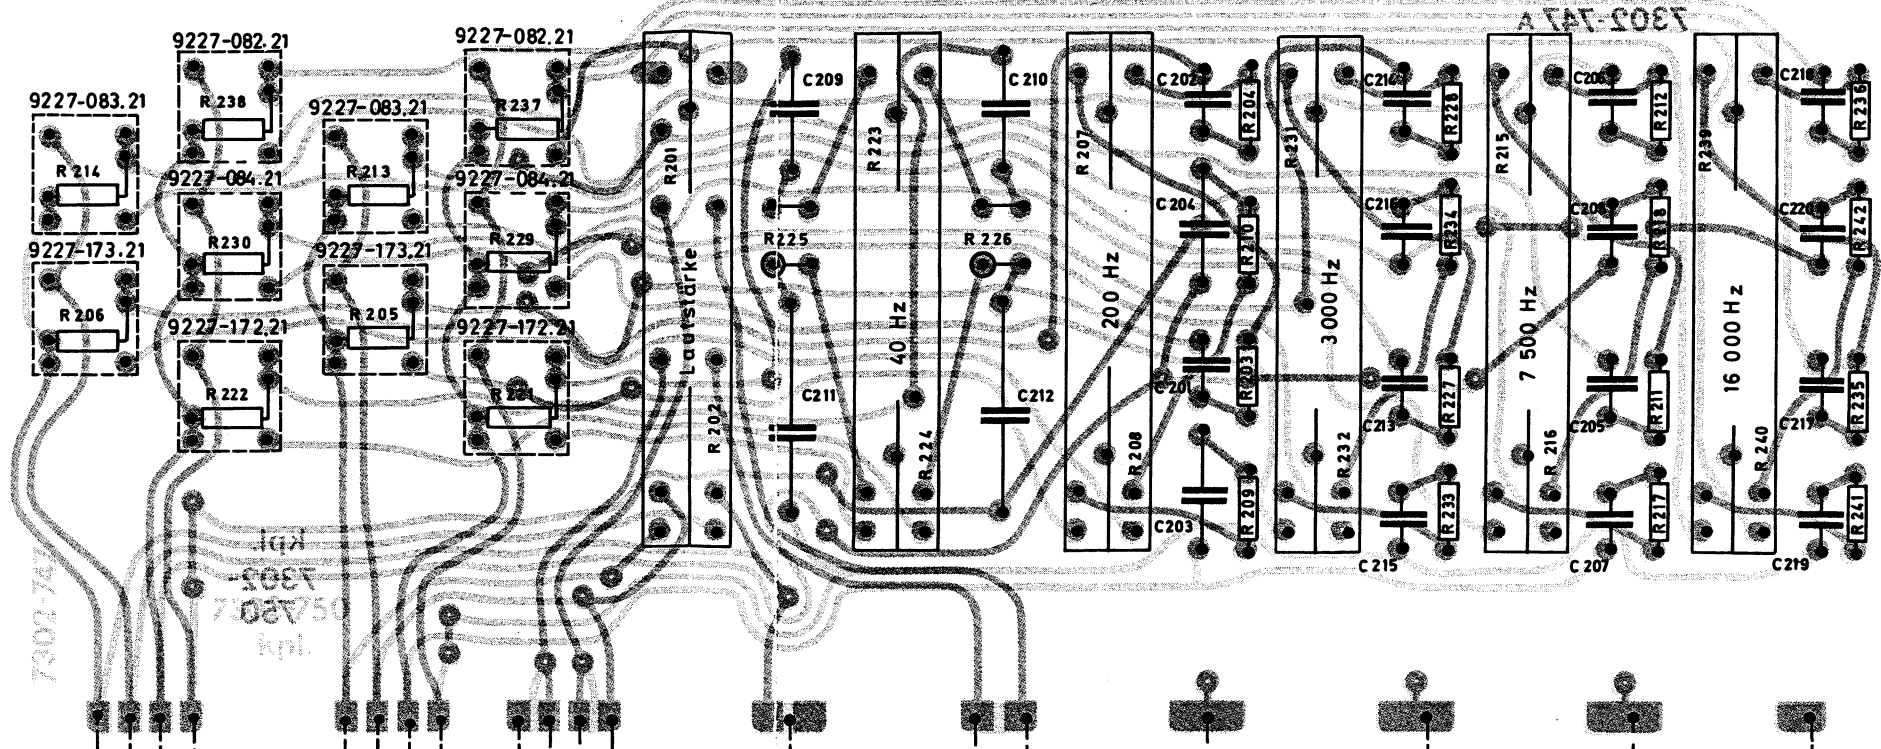 7302-747 A
9227-082.21
R 238
9227-082.21
R 237
9227-083.21
R 214
9227-083.21
R 213
9227-084.21
R 230
9227-084.21
R 229
9227-173.21
R 206
9227-173.21
R 205
9227-172.21
R 222
9227-172.21
R 221
R 201
Lautstärke
R 202
C 209
R 225
C 211
R 223
40 Hz
R 224
C 210
R 226
C 212
R 207
200 Hz
R 208
C 202
R 204
C 204
R 210
C 201
R 203
C 203
R 209
R 231
3000 Hz
R 232
C 214
R 228
C 216
R 234
C 213
R 227
C 215
R 233
R 215
7 500 Hz
R 216
C 206
R 212
C 208
R 218
C 205
R 211
C 207
R 217
R 239
16 000 Hz
R 240
C 218
R 236
C 220
R 242
C 217
R 235
C 219
R 241
kpl.
7302-
750
kpl.
7302-747